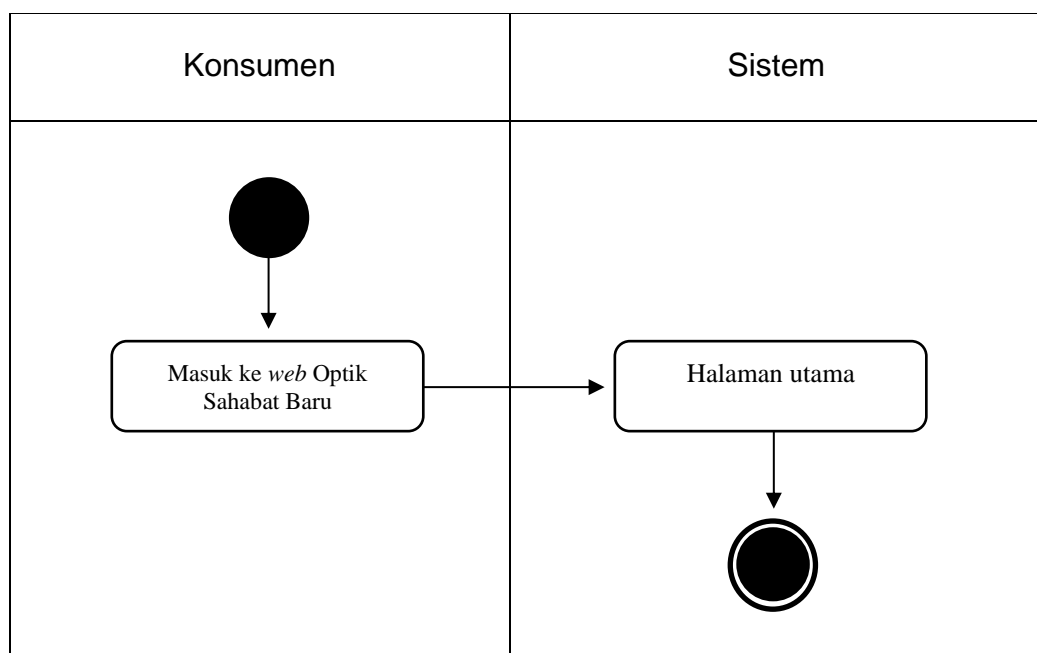 Konsumen
Sistem
Masuk ke web Optik
Sahabat Baru
Halaman utama